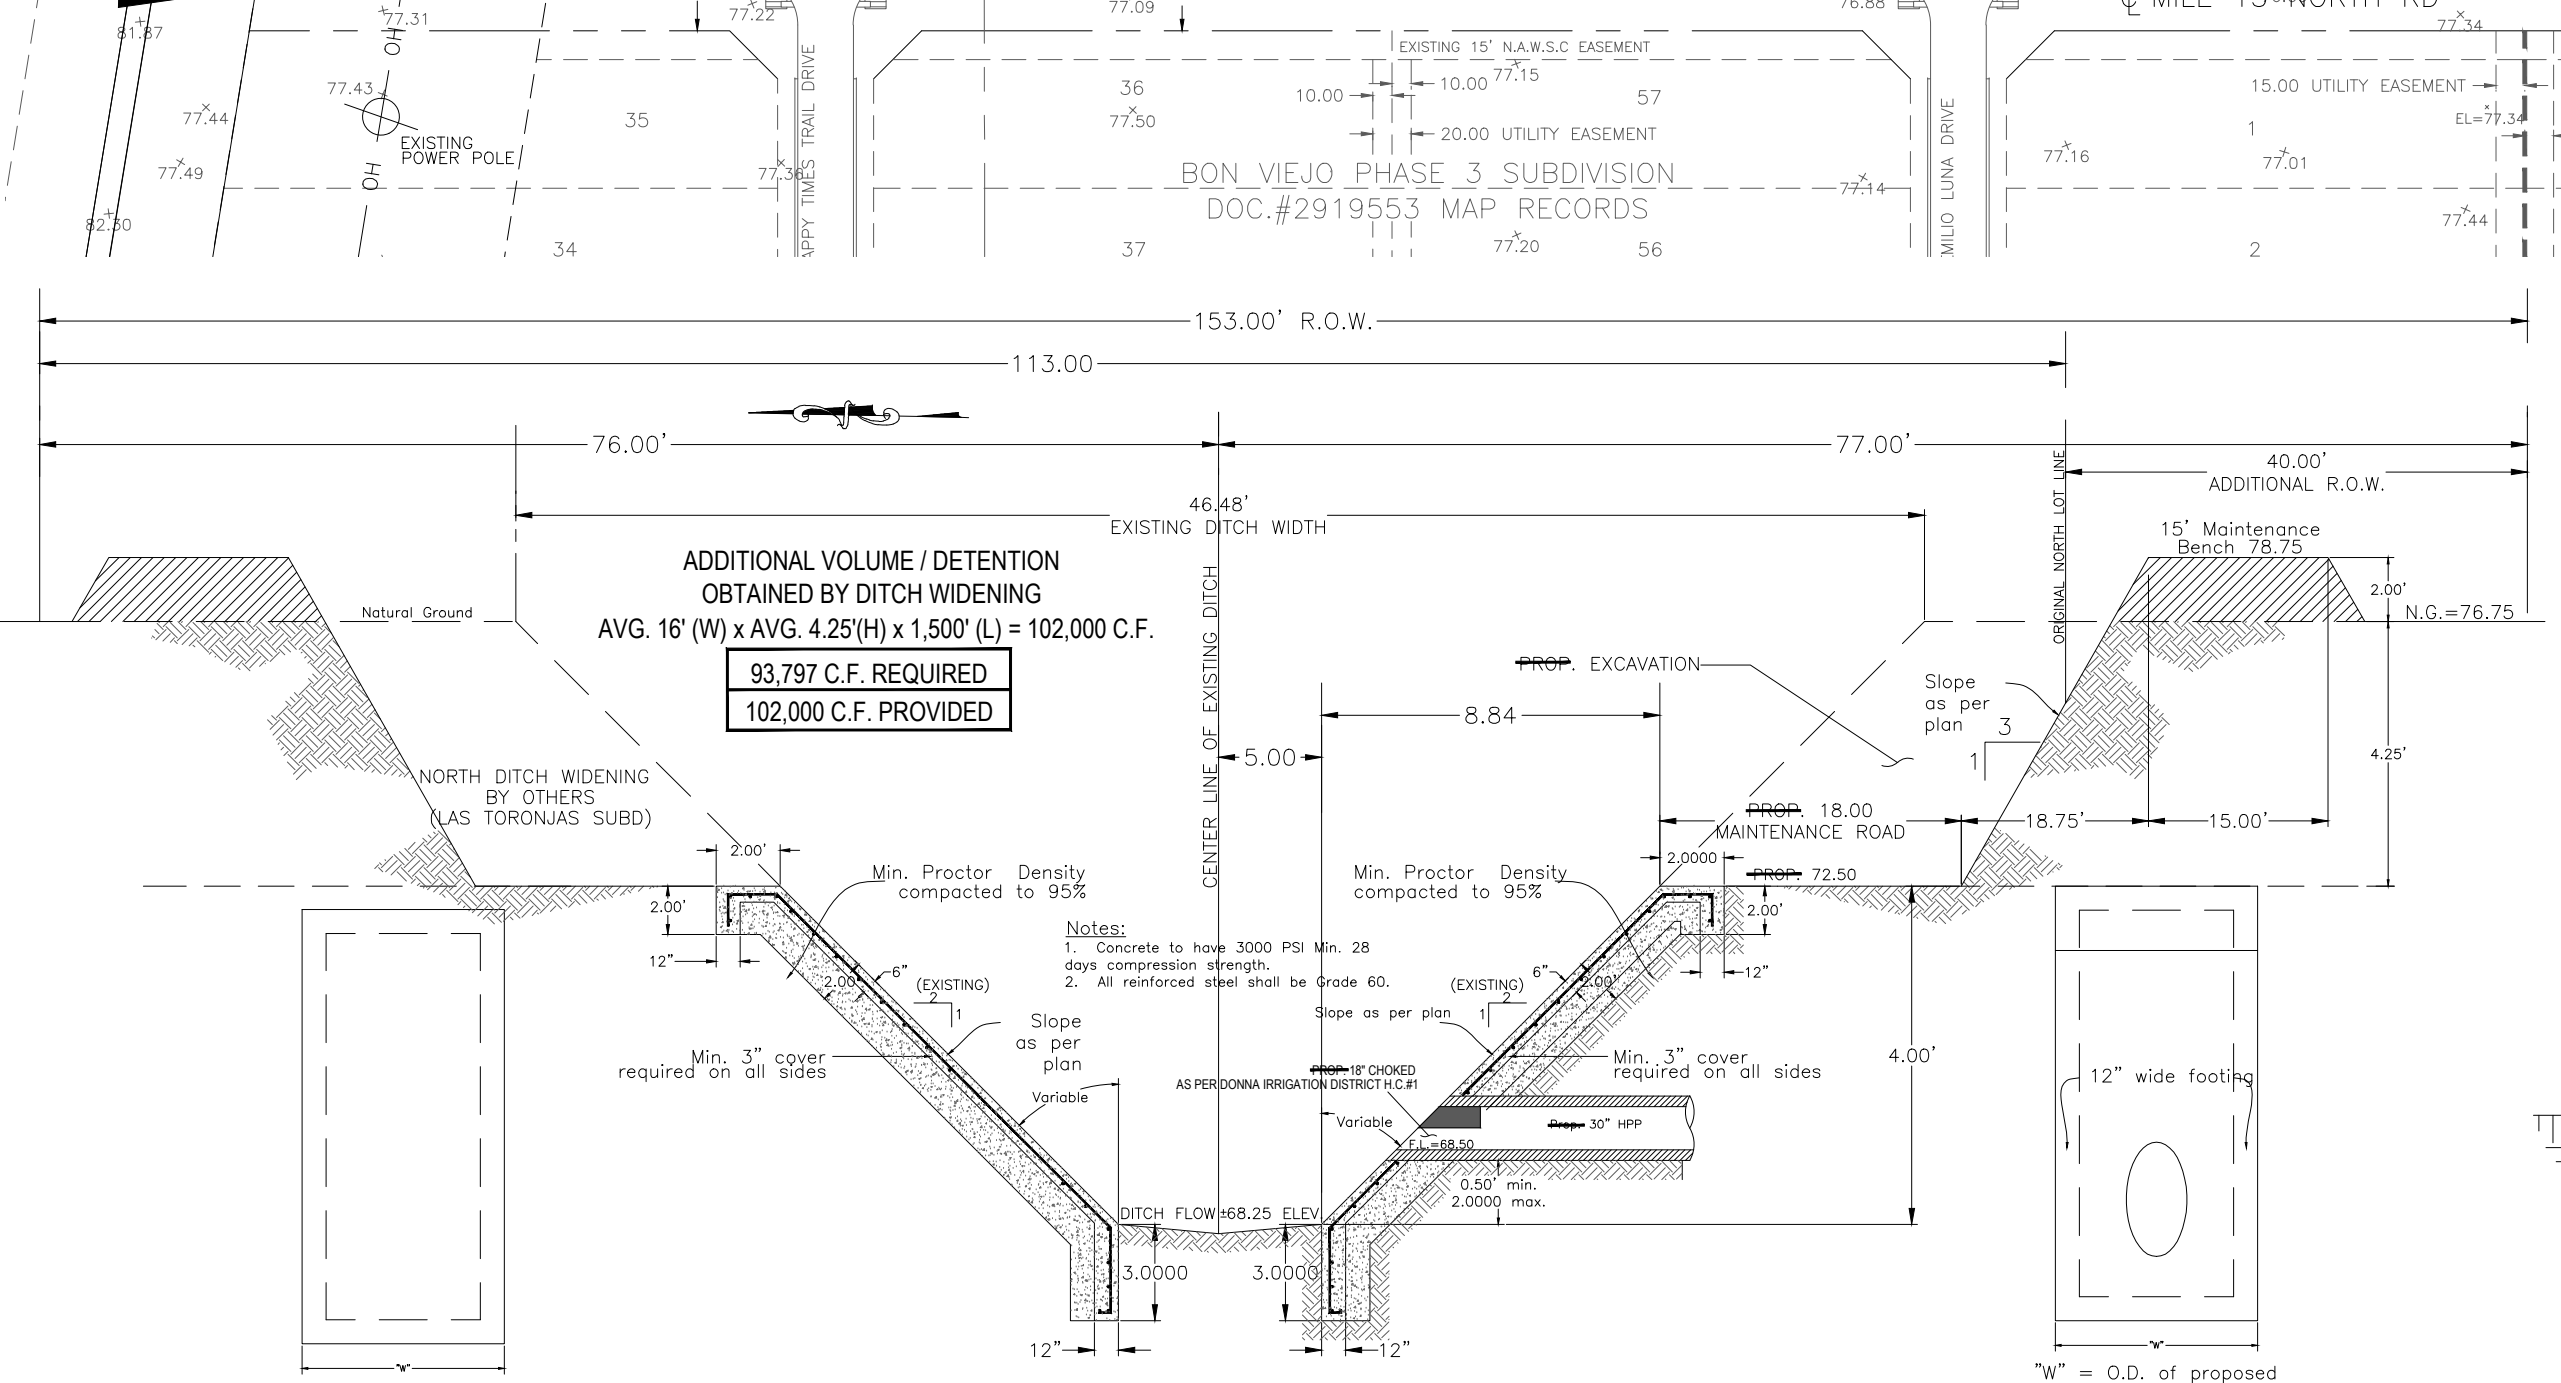 77.31
77.22
77.09
76.88
℄ MILL 13 NORTH RD
77.34
81.87
OH
EXISTING 15' N.A.W.S.C EASEMENT
77.15
77.43
36
10.00
10.00
57
15.00 UTILITY EASEMENT
77.44
35
77.50
20.00 UTILITY EASEMENT
EL=77.34
1
EXISTING
POWER POLE
77.49
OH
77.36
APPY TIMES TRAIL DRIVE
BON VIEJO PHASE 3 SUBDIVISION
DOC.#2919553 MAP RECORDS
77.14
MILIO LUNA DRIVE
77.16
77.01
82.30
77.44
34
37
77.20
56
2
153.00' R.O.W.
113.00
76.00'
77.00'
40.00'
ADDITIONAL R.O.W.
46.48'
EXISTING DITCH WIDTH
ORIGINAL NORTH LOT LINE
15' Maintenance
Bench 78.75
ADDITIONAL VOLUME / DETENTION
OBTAINED BY DITCH WIDENING
AVG. 16' (W) x AVG. 4.25'(H) x 1,500' (L) = 102,000 C.F.
93,797 C.F. REQUIRED
102,000 C.F. PROVIDED
Natural Ground
2.00'
N.G.=76.75
CENTER LINE OF EXISTING DITCH
PROP. EXCAVATION
Slope
as per
plan
3
1
8.84
5.00
4.25'
NORTH DITCH WIDENING
BY OTHERS
(LAS TORONJAS SUBD)
PROP. 18.00
MAINTENANCE ROAD
18.75'
15.00'
2.00'
2.0000
Min. Proctor Density
compacted to 95%
Min. Proctor Density
compacted to 95%
PROP. 72.50
2.00'
2.00'
Notes:
1. Concrete to have 3000 PSI Min. 28
days compression strength.
2. All reinforced steel shall be Grade 60.
12"
6"
2.00'
(EXISTING)
2
1
6"
2.00'
12"
(EXISTING)
2
1
Slope
as per
plan
Slope as per plan
Min. 3" cover
required on all sides
Min. 3" cover
required on all sides
4.00'
PROP. 18" CHOKED
AS PER DONNA IRRIGATION DISTRICT H.C.#1
Variable
Variable
Prop. 30" HPP
F.L.=68.50
12" wide footing
0.50' min.
2.0000 max.
DITCH FLOW ±68.25 ELEV
3.0000
3.0000
12"
12"
"W"
"W"
"W" = O.D. of proposed